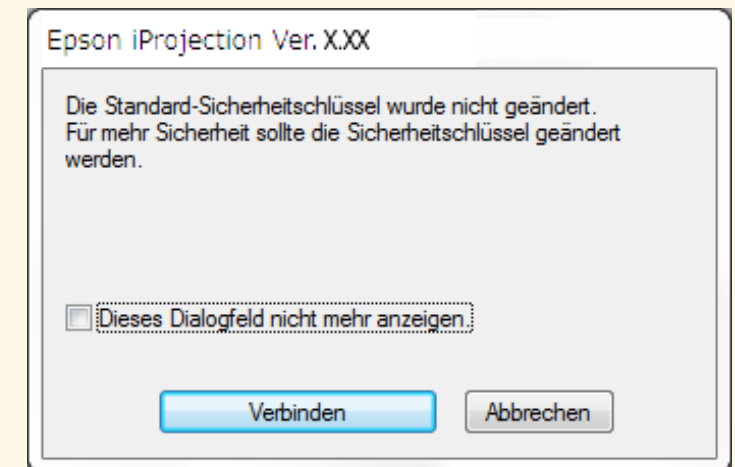 Epson iProjection Ver. X.XX
Die Standard-Sicherheitschlüssel wurde nicht geändert.
Für mehr Sicherheit sollte die Sicherheitschlüssel geändert
werden.
Dieses Dialogfeld nicht mehr anzeigen.
Verbinden
Abbrechen